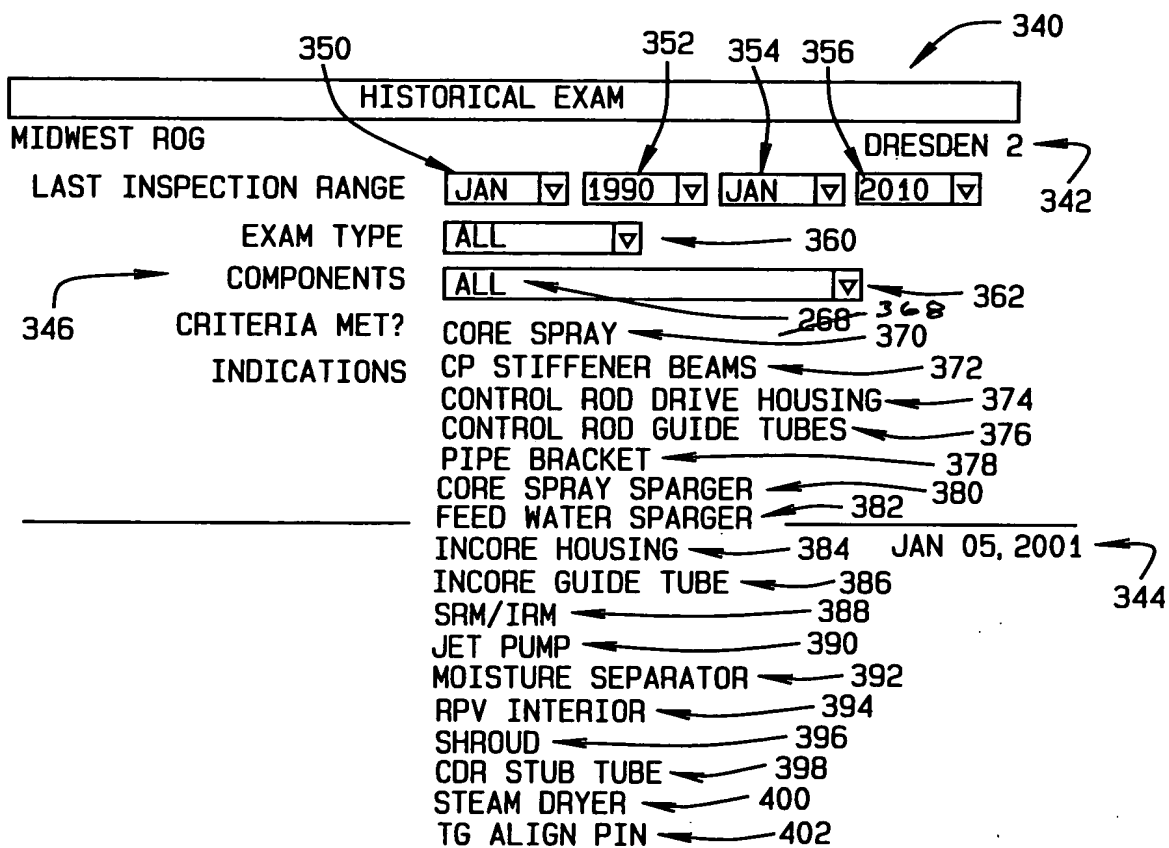 340
350 352 354 356
HISTORICAL EXAM
MIDWEST ROG DRESDEN 2
342
LAST INSPECTION RANGE JAN 1990 JAN 2010
EXAM TYPE ALL 360
COMPONENTS ALL 362
346
268 368
CRITERIA MET? CORE SPRAY 370
INDICATIONS CP STIFFENER BEAMS 372
CONTROL ROD DRIVE HOUSING 374
CONTROL ROD GUIDE TUBES 376
PIPE BRACKET 378
CORE SPRAY SPARGER 380
FEED WATER SPARGER 382
INCORE HOUSING 384 JAN 05, 2001
344
INCORE GUIDE TUBE 386
SRM/IRM 388
JET PUMP 390
MOISTURE SEPARATOR 392
RPV INTERIOR 394
SHROUD 396
CDR STUB TUBE 398
STEAM DRYER 400
TG ALIGN PIN 402